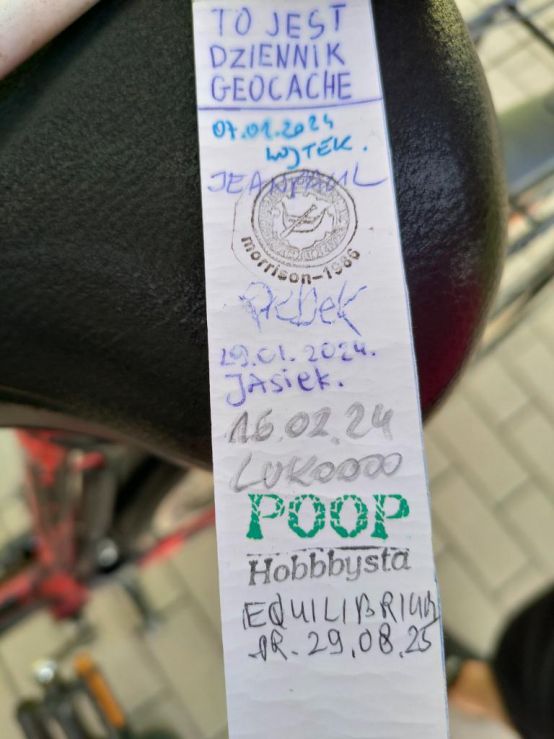 TO JEST
DZIENNIK
GEOCACHE
07.01.2024
WOJTEK.
JEANPAUL
morrison-1986
29.01.2024.
JASIEK.
16.02.24
LUKOOOO
POOP
Hobbbysta
EQUILIBRIUM
29.08.25